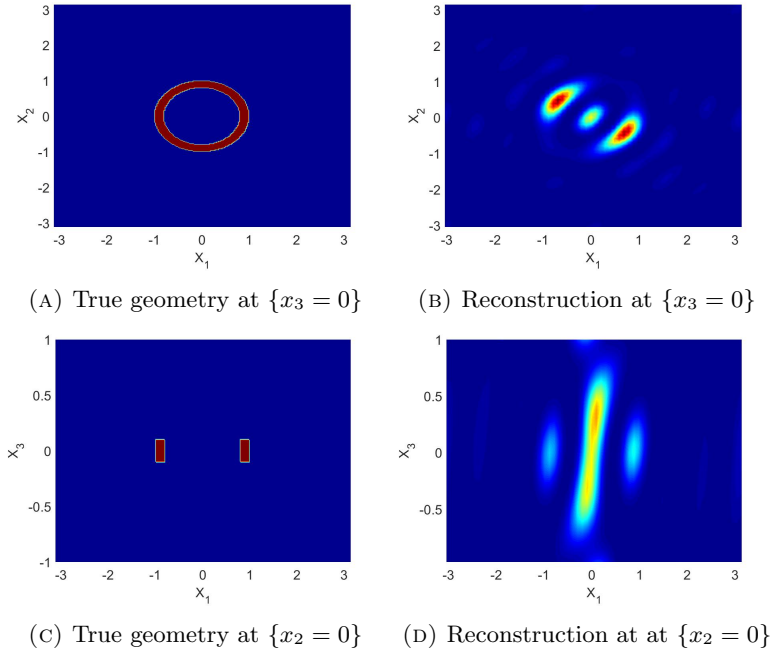 3
2
1
0
-1
-2
-3
X2
-3 -2 -1 0 1 2 3
X1
3
2
1
0
-1
-2
-3
X2
-3 -2 -1 0 1 2 3
X1
(A) True geometry at {x3 = 0}
(B) Reconstruction at {x3 = 0}
1
0.5
0
-0.5
-1
X3
-3 -2 -1 0 1 2 3
X1
1
0.5
0
-0.5
X3
-3 -2 -1 0 1 2 3
X1
(C) True geometry at {x2 = 0}
(D) Reconstruction at at {x2 = 0}